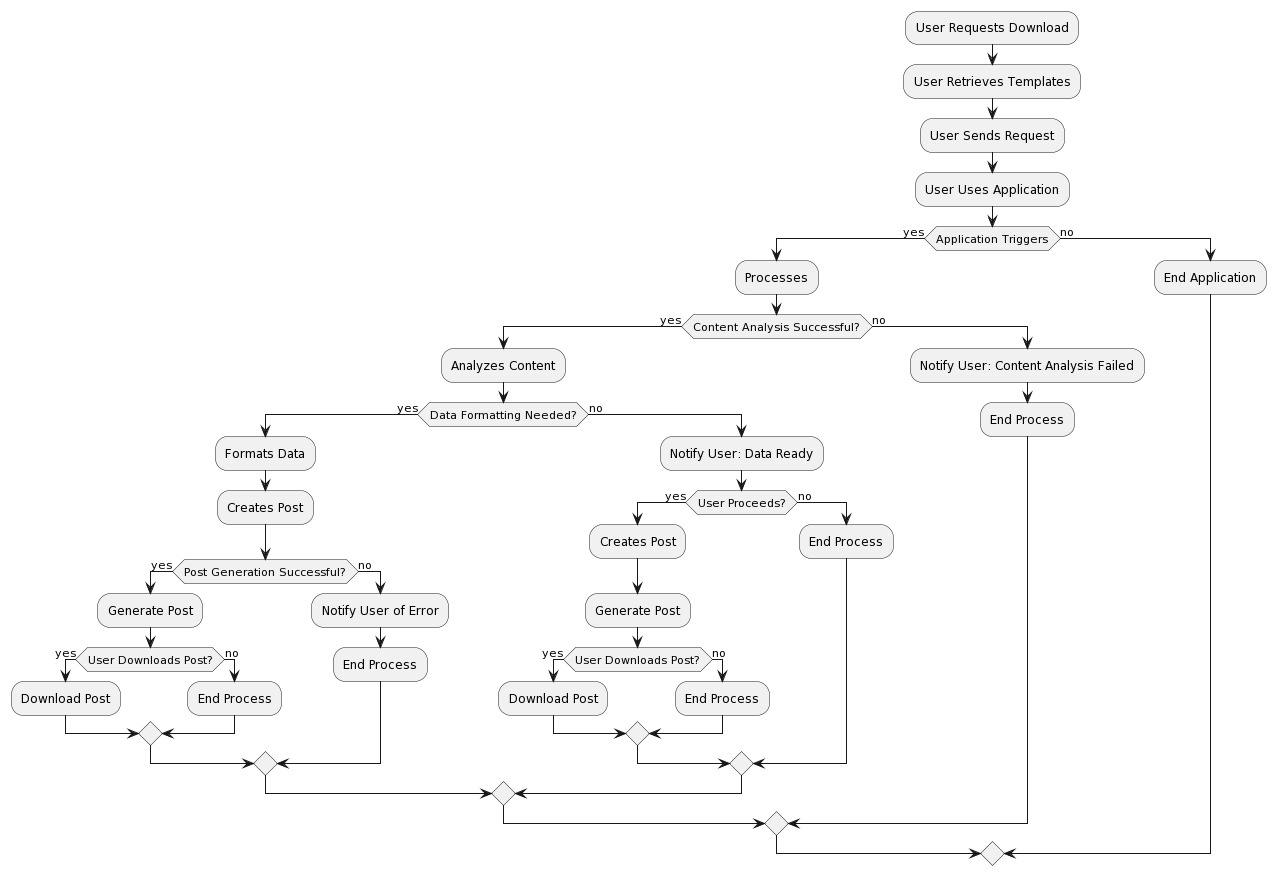 User Requests Download
User Retrieves Templates
User Sends Request
User Uses Application
yes
Application Triggers
no
Processes
End Application
yes
Content Analysis Successful?
no
Analyzes Content
Notify User: Content Analysis Failed
yes
Data Formatting Needed?
no
End Process
Formats Data
Notify User: Data Ready
yes
User Proceeds?
no
Creates Post
Creates Post
End Process
yes
Post Generation Successful?
no
Generate Post
Notify User of Error
Generate Post
yes
User Downloads Post?
no
End Process
yes
User Downloads Post?
no
Download Post
End Process
Download Post
End Process